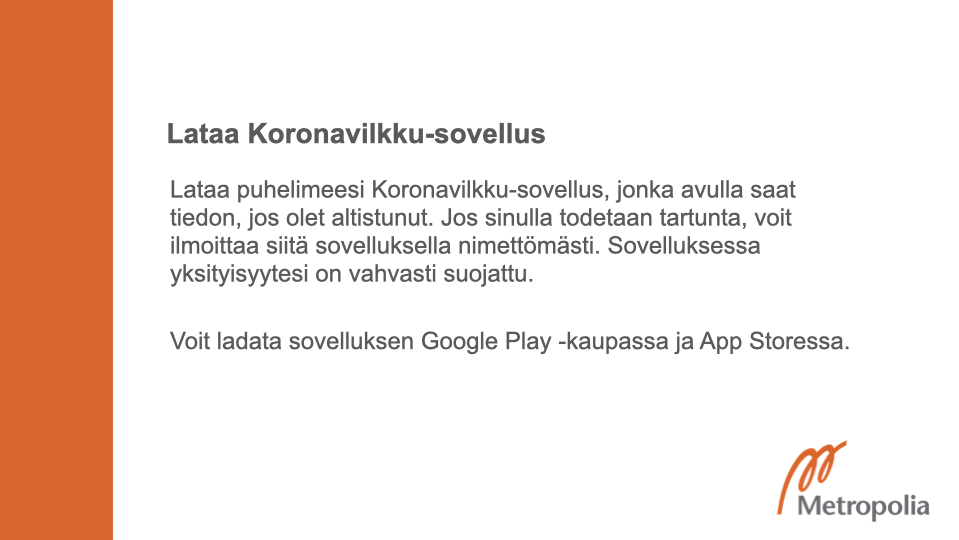 Lataa Koronavilkku-sovellus
Lataa puhelimeesi Koronavilkku-sovellus, jonka avulla saat
tiedon, jos olet altistunut. Jos sinulla todetaan tartunta, voit
ilmoittaa siitä sovelluksella nimettömästi. Sovelluksessa
yksityisyytesi on vahvasti suojattu.
Voit ladata sovelluksen Google Play -kaupassa ja App Storessa.
Metropolia